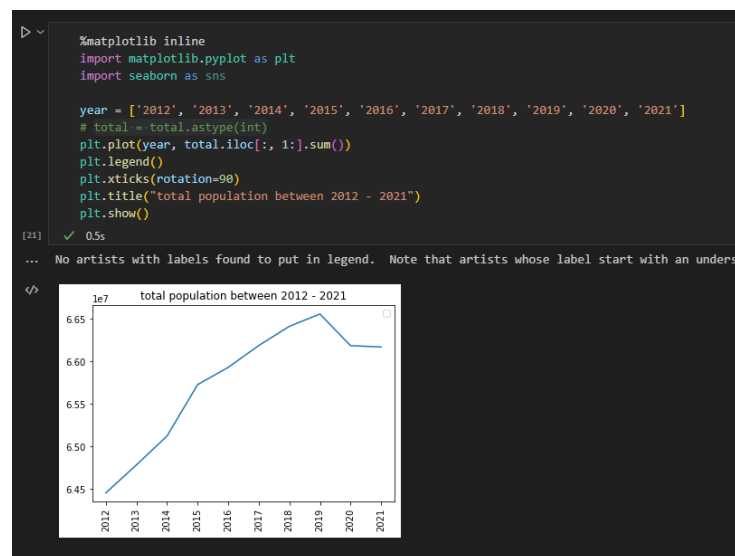 %matplotlib inline
import matplotlib.pyplot as plt
import seaborn as sns
year = ['2012', '2013', '2014', '2015', '2016', '2017', '2018', '2019', '2020', '2021']
# total = total.astype(int)
plt.plot(year, total.iloc[:, 1:].sum())
plt.legend()
plt.xticks(rotation=90)
plt.title("total population between 2012 - 2021")
plt.show()
[21] ✓ 0.5s
... No artists with labels found to put in legend. Note that artists whose label start with an unders
</> 
total population between 2012 - 2021
1e7
6.65
6.60
6.55
6.50
6.45
2012 2013 2014 2015 2016 2017 2018 2019 2020 2021